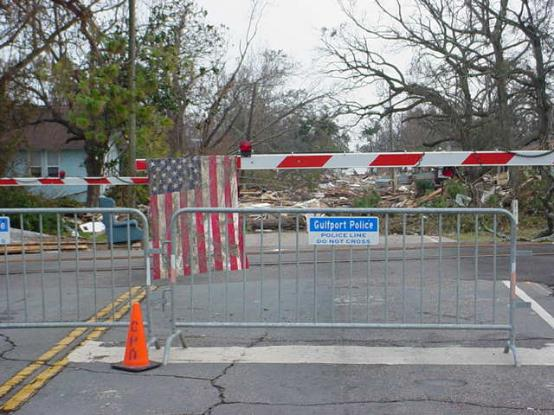 Gulfport Police
POLICE LINE
DO NOT CROSS